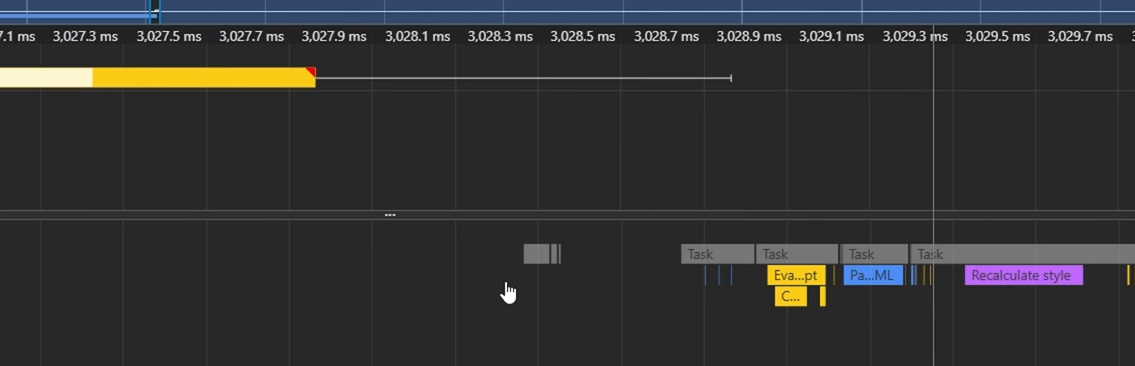 7.1 ms 3,027.3 ms 3,027.5 ms 3,027.7 ms 3,027.9 ms 3,028.1 ms 3,028.3 ms 3,028.5 ms 3,028.7 ms 3,028.9 ms 3,029.1 ms 3,029.3 ms 3,029.5 ms 3,029.7 ms 3
...
Task Task Task Task
Eva...pt Pa...ML Recalculate style
C...